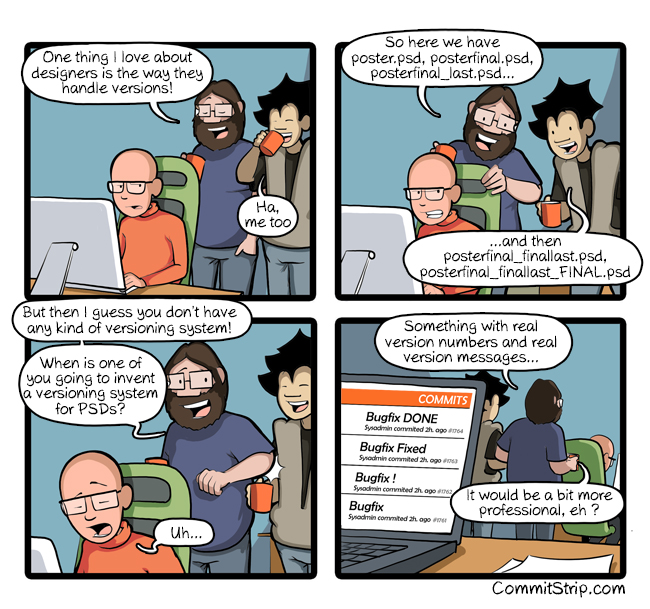 One thing I love about
designers is the way they
handle versions!
Ha,
me too
So here we have
poster.psd, posterfinal.psd,
posterfinal_last.psd...
...and then
posterfinal_finallast.psd,
posterfinal_finallast_FINAL.psd
But then I guess you don't have
any kind of versioning system!
When is one of
you going to invent
a versioning system
for PSDs?
Uh...
Something with real
version numbers and real
version messages...
COMMITS
Bugfix DONE
Sysadmin commited 2h. ago #1764
Bugfix Fixed
Sysadmin commited 2h. ago #1763
Bugfix !
Sysadmin commited 2h. ago #1762
Bugfix
Sysadmin commited 2h. ago #1761
It would be a bit more
professional, eh ?
CommitStrip.com